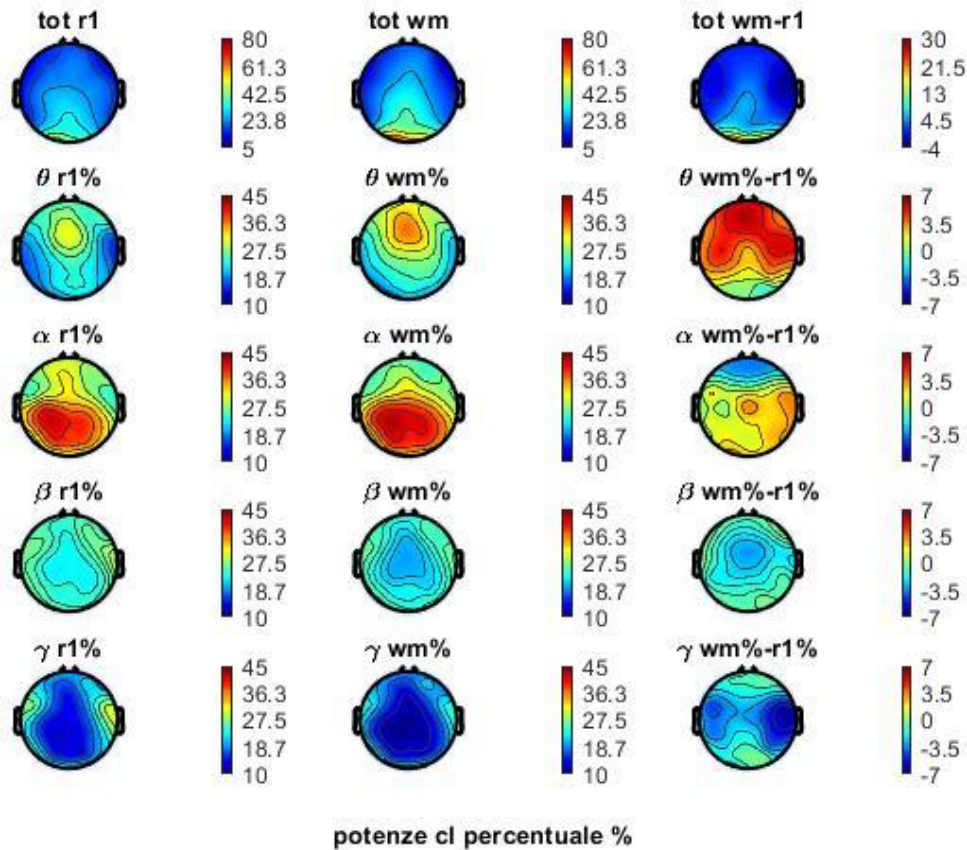 tot r1 tot wm tot wm-r1
80 80 30
61.3 61.3 21.5
42.5 42.5 13
23.8 23.8 4.5
5 5 -4
θ r1% θ wm% θ wm%-r1%
45 45 7
36.3 36.3 3.5
27.5 27.5 0
18.7 18.7 -3.5
10 10 -7
α r1% α wm% α wm%-r1%
45 45 7
36.3 36.3 3.5
27.5 27.5 0
18.7 18.7 -3.5
10 10 -7
β r1% β wm% β wm%-r1%
45 45 7
36.3 36.3 3.5
27.5 27.5 0
18.7 18.7 -3.5
10 10 -7
γ r1% γ wm% γ wm%-r1%
45 45 7
36.3 36.3 3.5
27.5 27.5 0
18.7 18.7 -3.5
10 10 -7
potenze cl percentuale %